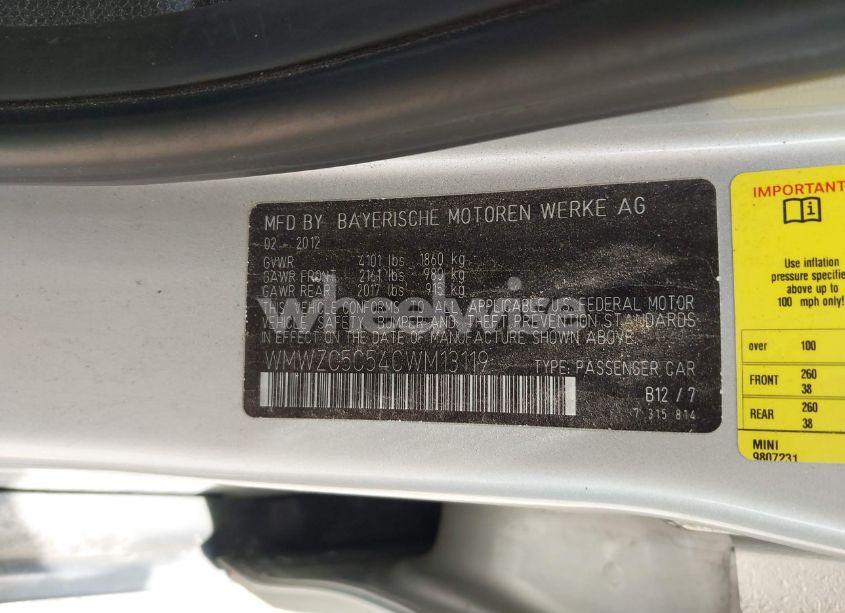 MFD BY BAYERISCHE MOTOREN WERKE AG
02 - 2012
GVWR 4101 lbs 1860 kg
GAWR FRONT 2161 lbs 980 kg
GAWR REAR 2017 lbs 915 kg
THIS VEHICLE CONFORMS TO ALL APPLICABLE FEDERAL MOTOR
VEHICLE SAFETY, BUMPER, AND THEFT PREVENTION STANDARDS
IN EFFECT ON THE DATE OF MANUFACTURE SHOWN ABOVE.
WMWZC5C54CWM13119 TYPE: PASSENGER CAR
B12 / 7
7 315 814
wheelwise
IMPORTANT
Use inflation
pressure specifie
above up to
100 mph only!
over 100
FRONT 260
38
REAR 260
38
MINI
9807231